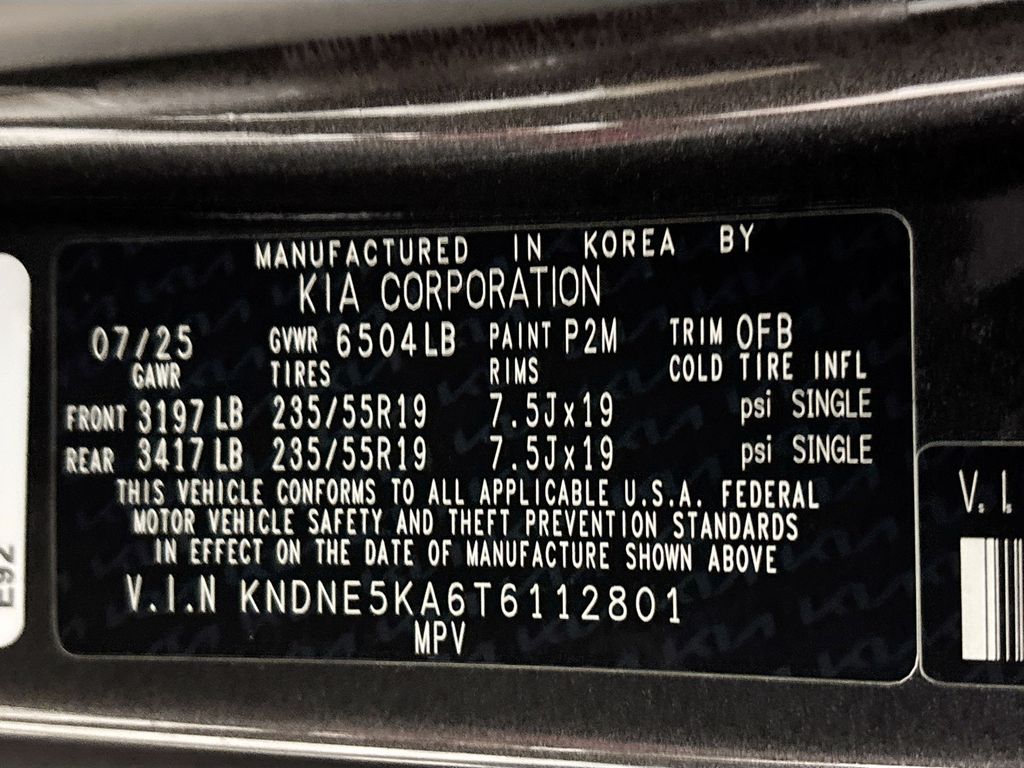 MANUFACTURED IN KOREA BY
KIA CORPORATION
07/25 GVWR 6504LB PAINT P2M TRIM OFB
GAWR TIRES RIMS COLD TIRE INFL
FRONT 3197 LB 235/55R19 7.5Jx19 psi SINGLE
REAR 3417 LB 235/55R19 7.5Jx19 psi SINGLE
THIS VEHICLE CONFORMS TO ALL APPLICABLE U.S.A. FEDERAL
MOTOR VEHICLE SAFETY AND THEFT PREVENTION STANDARDS
IN EFFECT ON THE DATE OF MANUFACTURE SHOWN ABOVE
V.I.N KNDNE5KA6T6112801
MPV
V.I.
E92